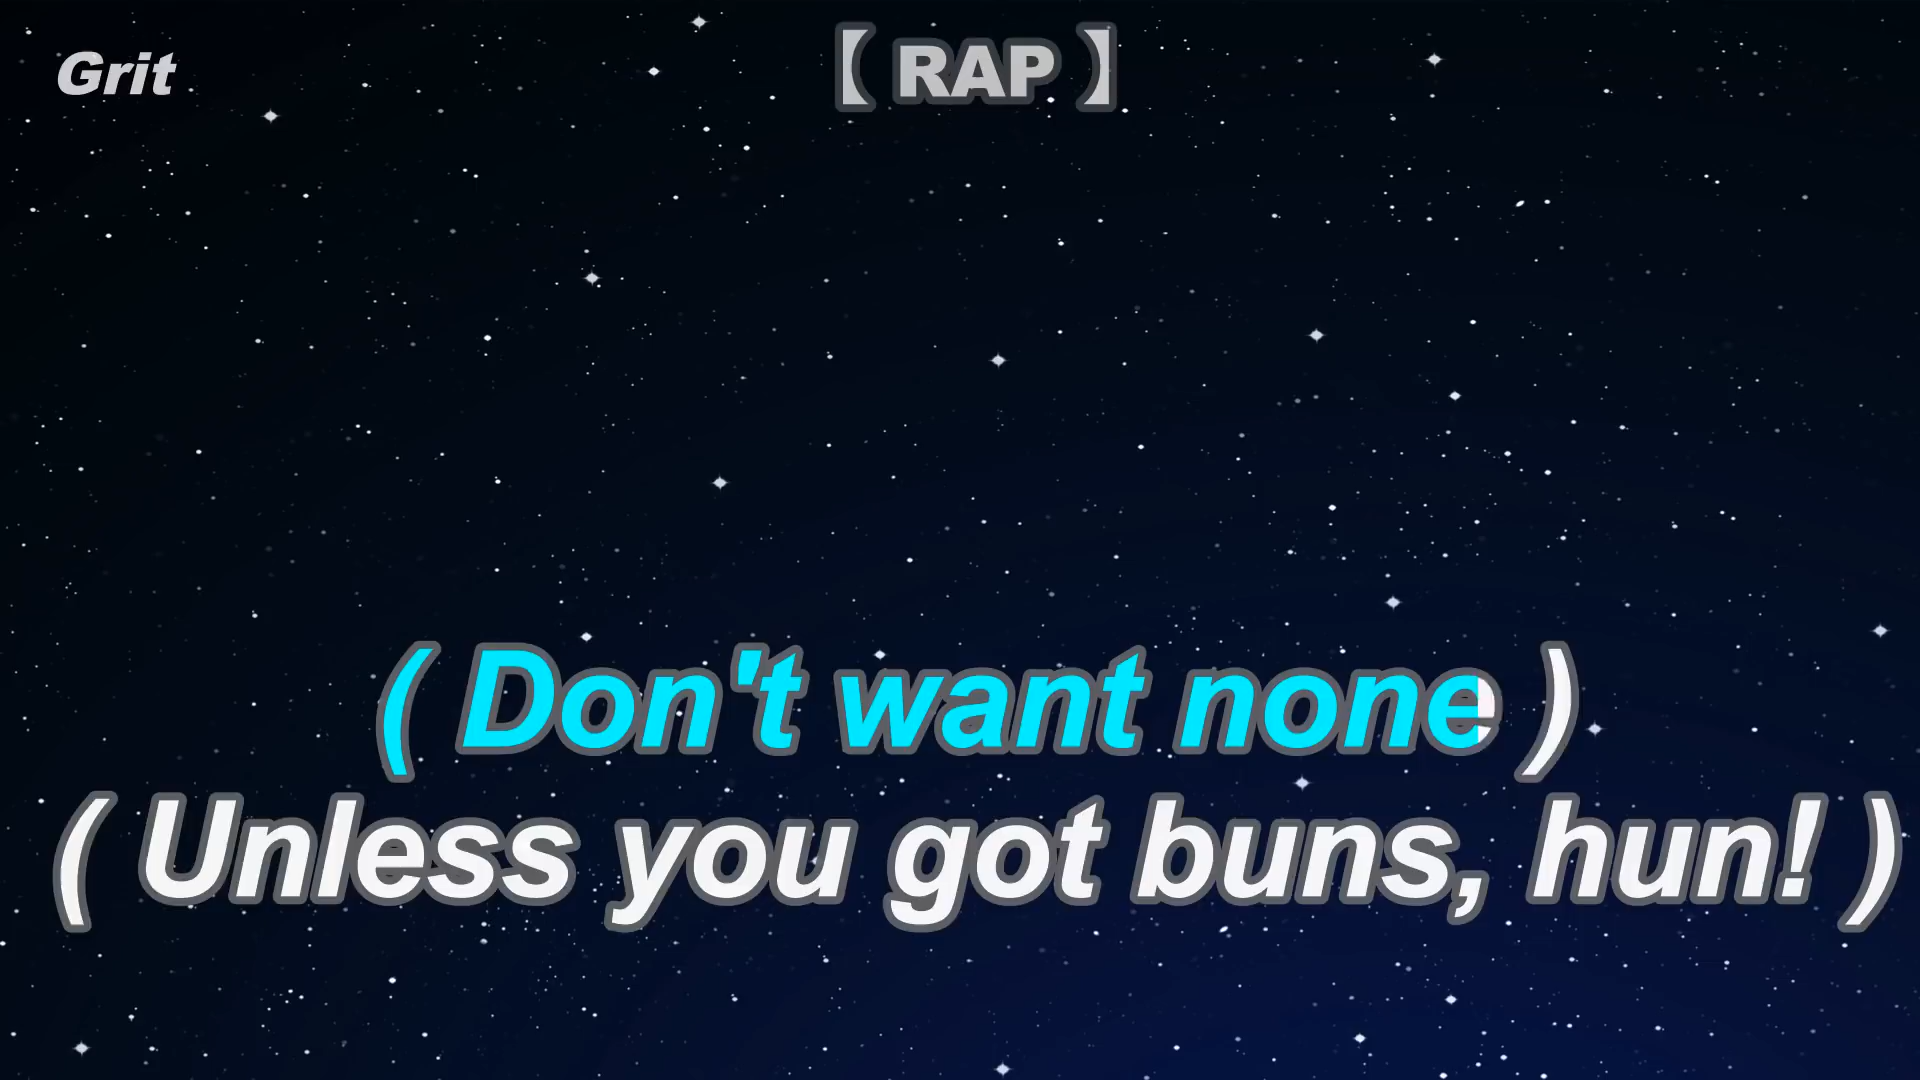 Grit
【 RAP 】
( Don't want none )
( Unless you got buns, hun! )